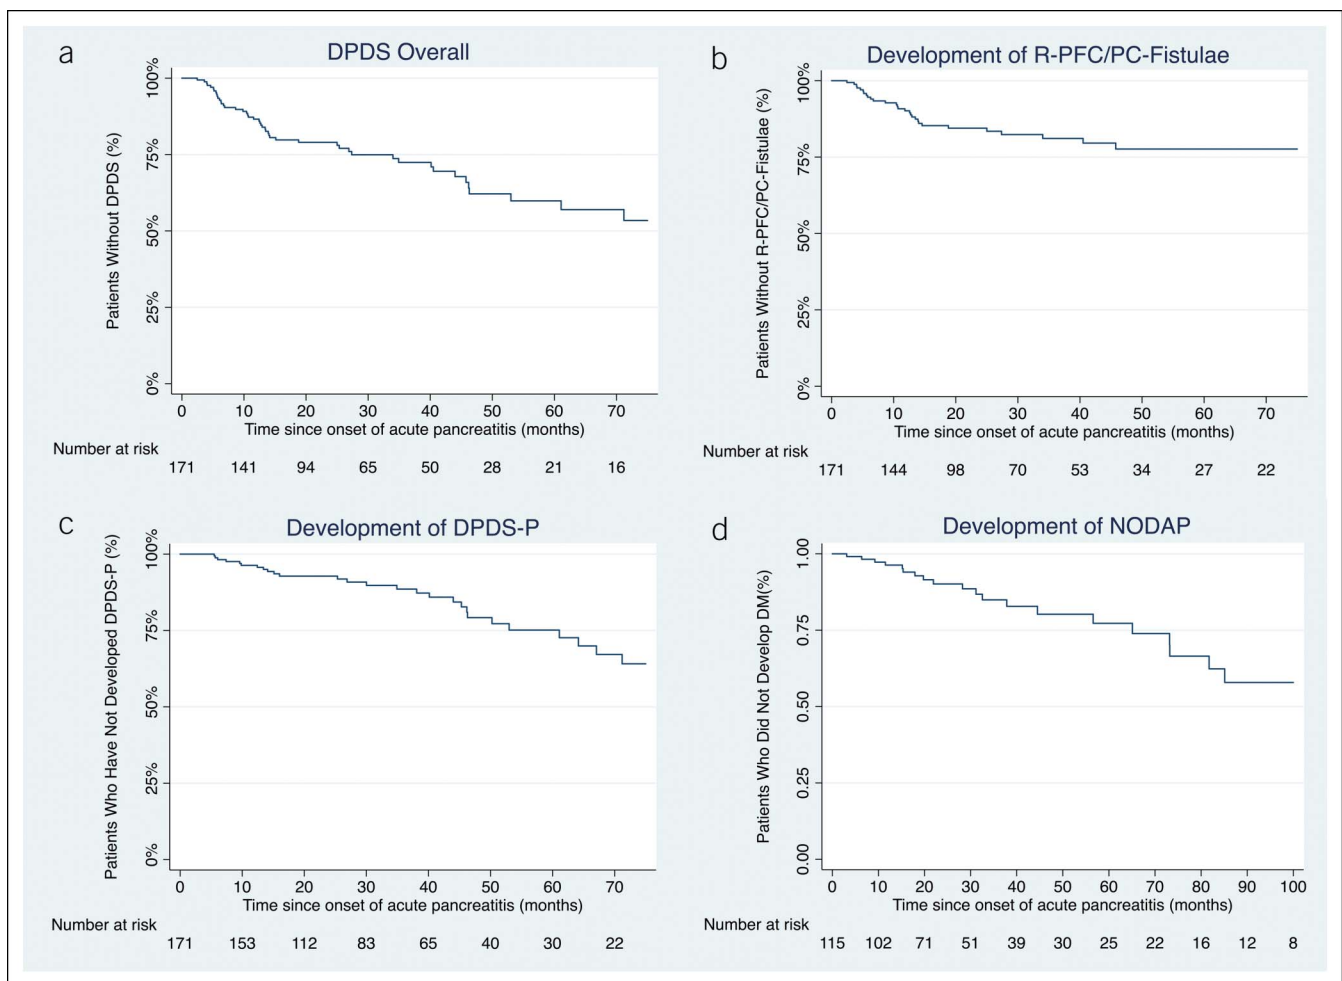 a
DPDS Overall
Patients Without DPDS (%)
100%
75%
50%
25%
0%
0 10 20 30 40 50 60 70
Time since onset of acute pancreatitis (months)
Number at risk
171 141 94 65 50 28 21 16
b
Development of R-PFC/PC-Fistulae
Patients Without R-PFC/PC-Fistulae (%)
100%
75%
50%
25%
0%
0 10 20 30 40 50 60 70
Time since onset of acute pancreatitis (months)
Number at risk
171 144 98 70 53 34 27 22
c
Development of DPDS-P
Patients Who Have Not Developed DPDS-P (%)
100%
75%
50%
25%
0%
0 10 20 30 40 50 60 70
Time since onset of acute pancreatitis (months)
Number at risk
171 153 112 83 65 40 30 22
d
Development of NODAP
Patients Who Did Not Develop DM(%)
1.00
0.75
0.50
0.25
0.00
0 10 20 30 40 50 60 70 80 90 100
Time since onset of acute pancreatitis (months)
Number at risk
115 102 71 51 39 30 25 22 16 12 8